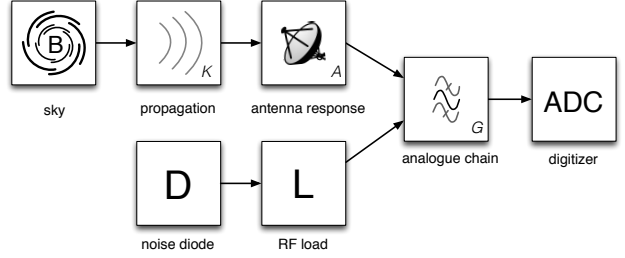 B
K
A
sky
propagation
antenna response
G
ADC
analogue chain
digitizer
D
L
noise diode
RF load